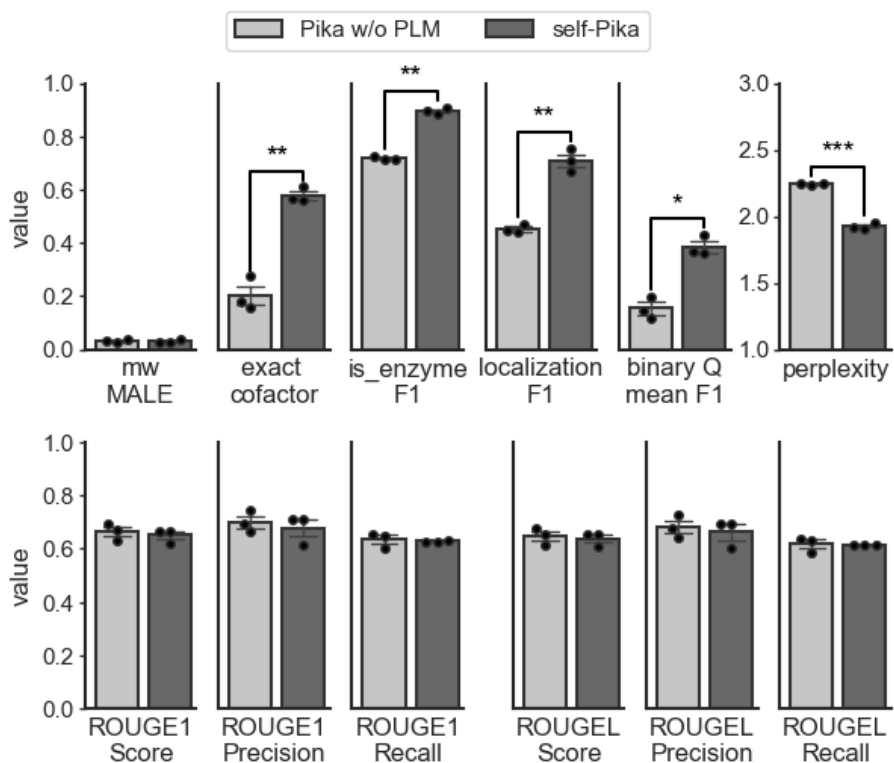 Pika w/o PLM self-Pika
** ** ** * ***
value
1.0
0.8
0.6
0.4
0.2
0.0
3.0
2.5
2.0
1.5
1.0
mw exact is_enzyme localization binary Q perplexity
MALE cofactor F1 F1 mean F1
value
1.0
0.8
0.6
0.4
0.2
0.0
ROUGE1 ROUGE1 ROUGE1 ROUGEL ROUGEL ROUGEL
Score Precision Recall Score Precision Recall